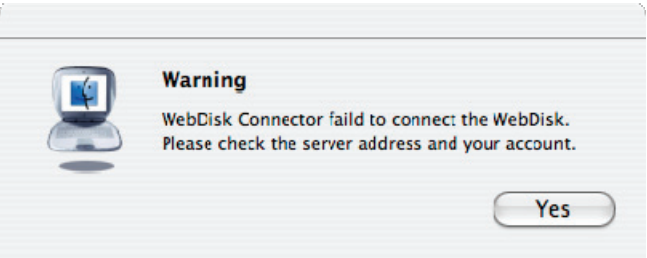 Warning
WebDisk Connector faild to connect the WebDisk.
Please check the server address and your account.
Yes